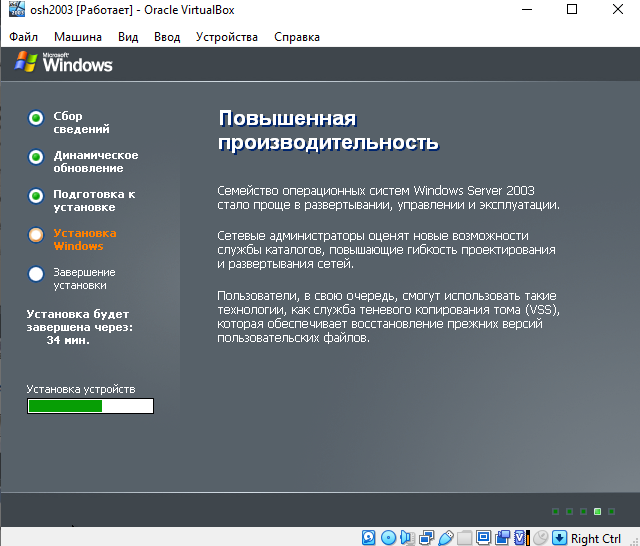 osh2003 [Работает] - Oracle VirtualBox
Файл Машина Вид Ввод Устройства Справка
Microsoft
Windows
Сбор
сведений
Динамическое
обновление
Подготовка к
установке
Установка
Windows
Завершение
установки
Установка будет
завершена через:
34 мин.
Установка устройств
Повышенная
производительность
Семейство операционных систем Windows Server 2003
стало проще в развертывании, управлении и эксплуатации.
Сетевые администраторы оценят новые возможности
службы каталогов, повышающие гибкость проектирования
и развертывания сетей.
Пользователи, в свою очередь, смогут использовать такие
технологии, как служба теневого копирования тома (VSS),
которая обеспечивает восстановление прежних версий
пользовательских файлов.
Right Ctrl